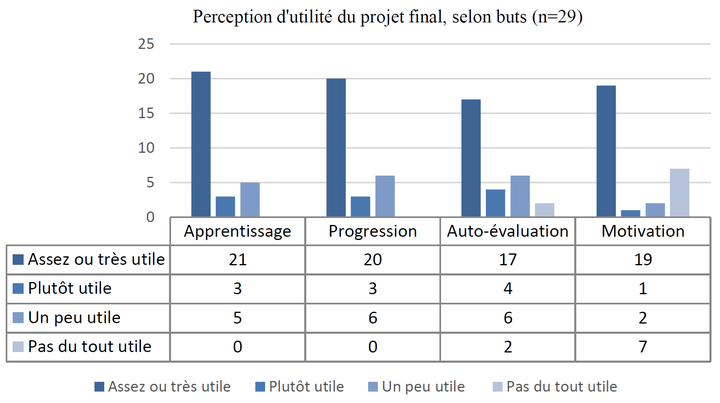 Perception d'utilité du projet final, selon buts (n=29)
25
20
15
10
5
0
Apprentissage Progression Auto-évaluation Motivation
Assez ou très utile 21 20 17 19
Plutôt utile 3 3 4 1
Un peu utile 5 6 6 2
Pas du tout utile 0 0 2 7
Assez ou très utile Plutôt utile Un peu utile Pas du tout utile